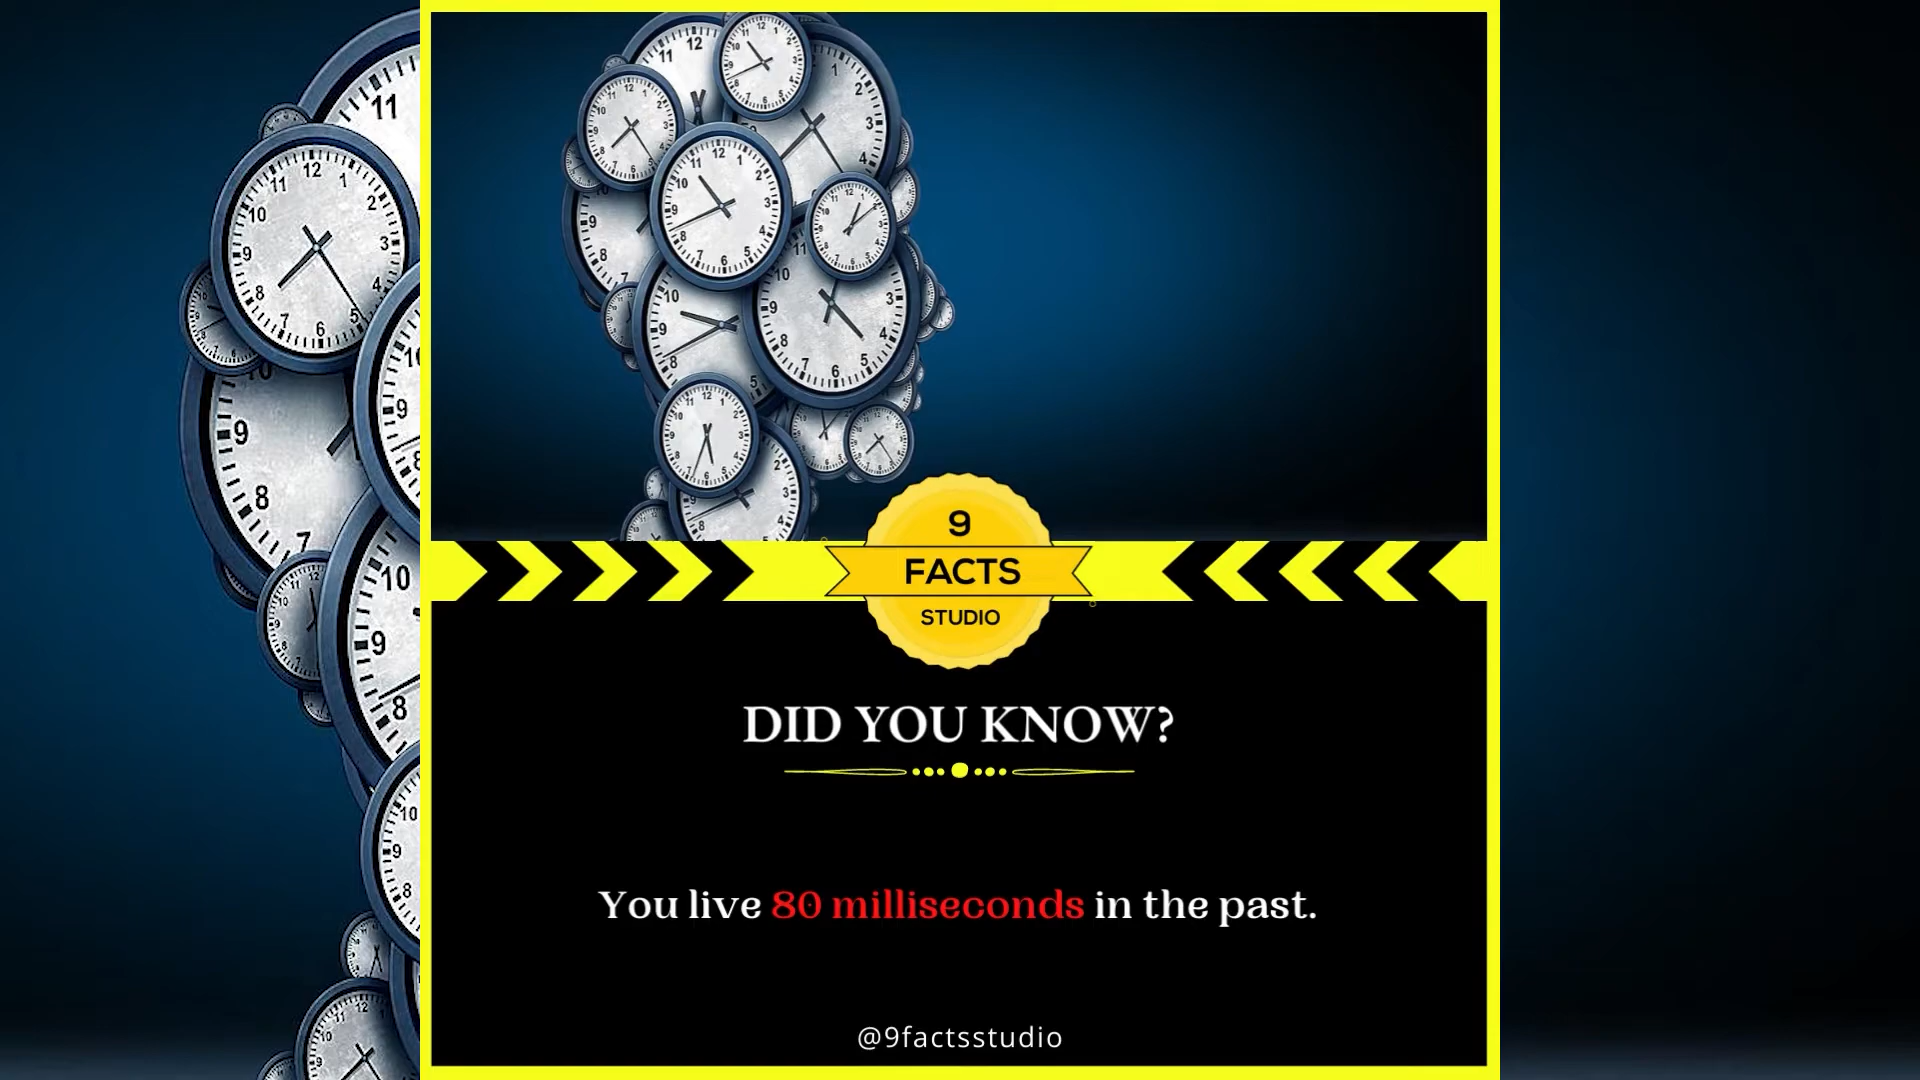 9
FACTS
STUDIO
DID YOU KNOW?
You live 80 milliseconds in the past.
@9factsstudio